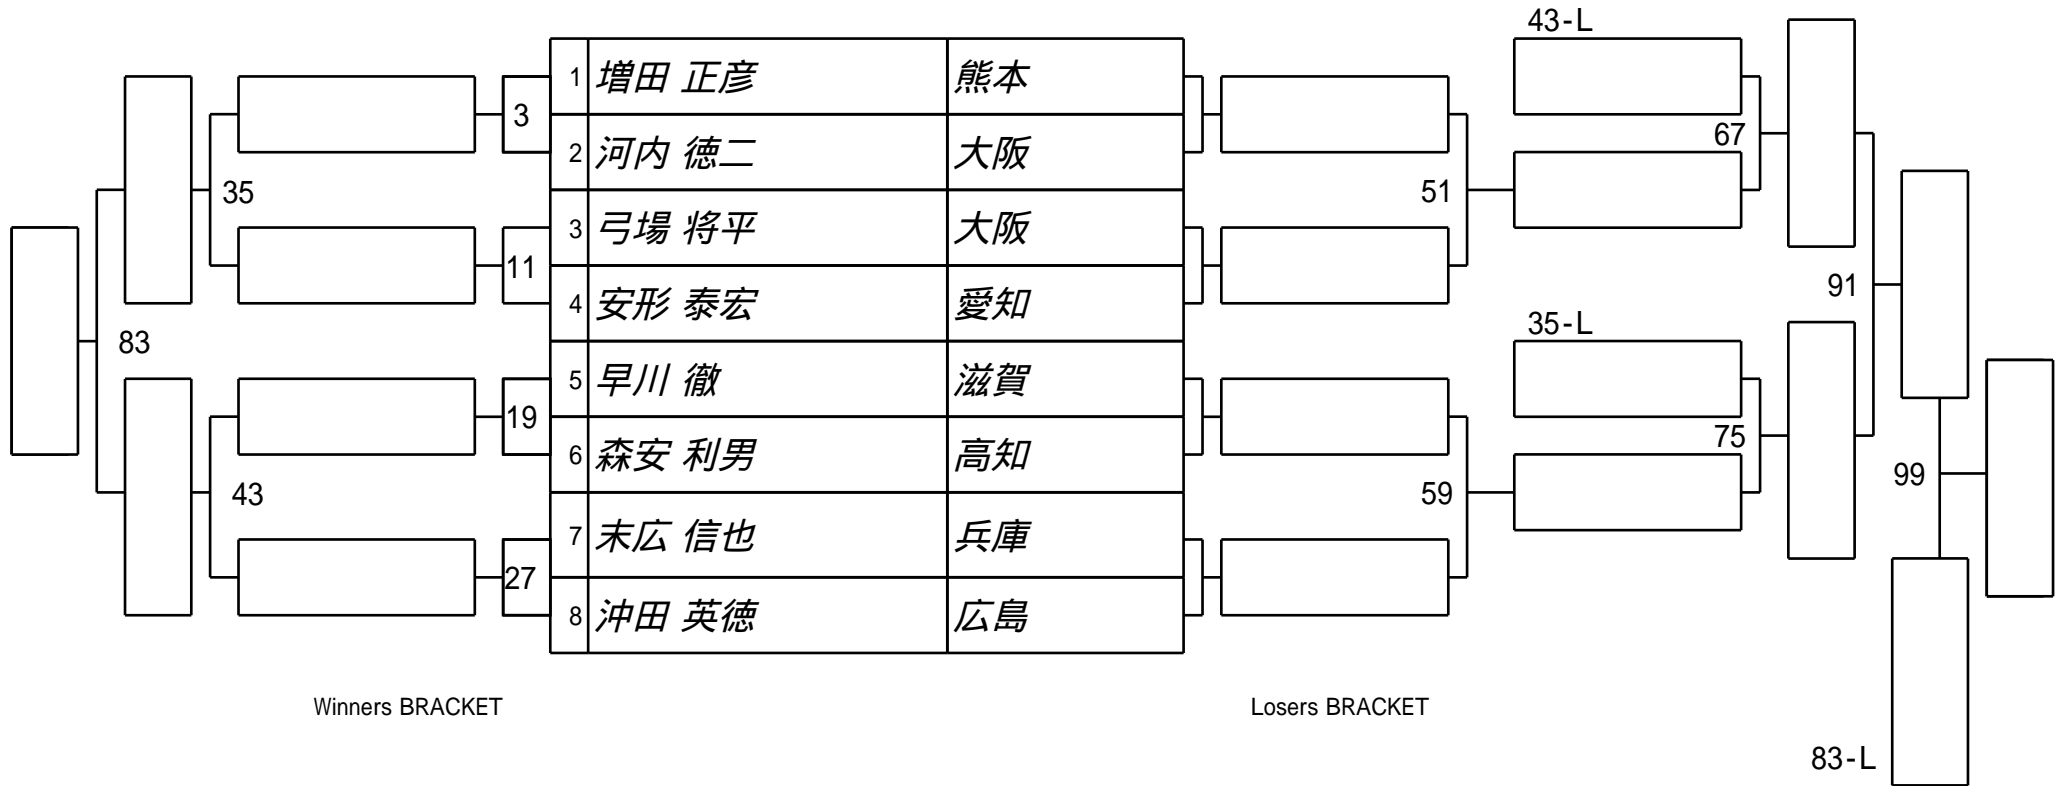 43-L
1 増田 正彦 熊本
3
67
2 河内 徳二 大阪
35
51
3 弓場 将平 大阪
11
91
4 安形 泰宏 愛知
35-L
83
5 早川 徹 滋賀
19
75
6 森安 利男 高知
99
43
59
7 末広 信也 兵庫
27
8 沖田 英徳 広島
Winners BRACKET
Losers BRACKET
83-L